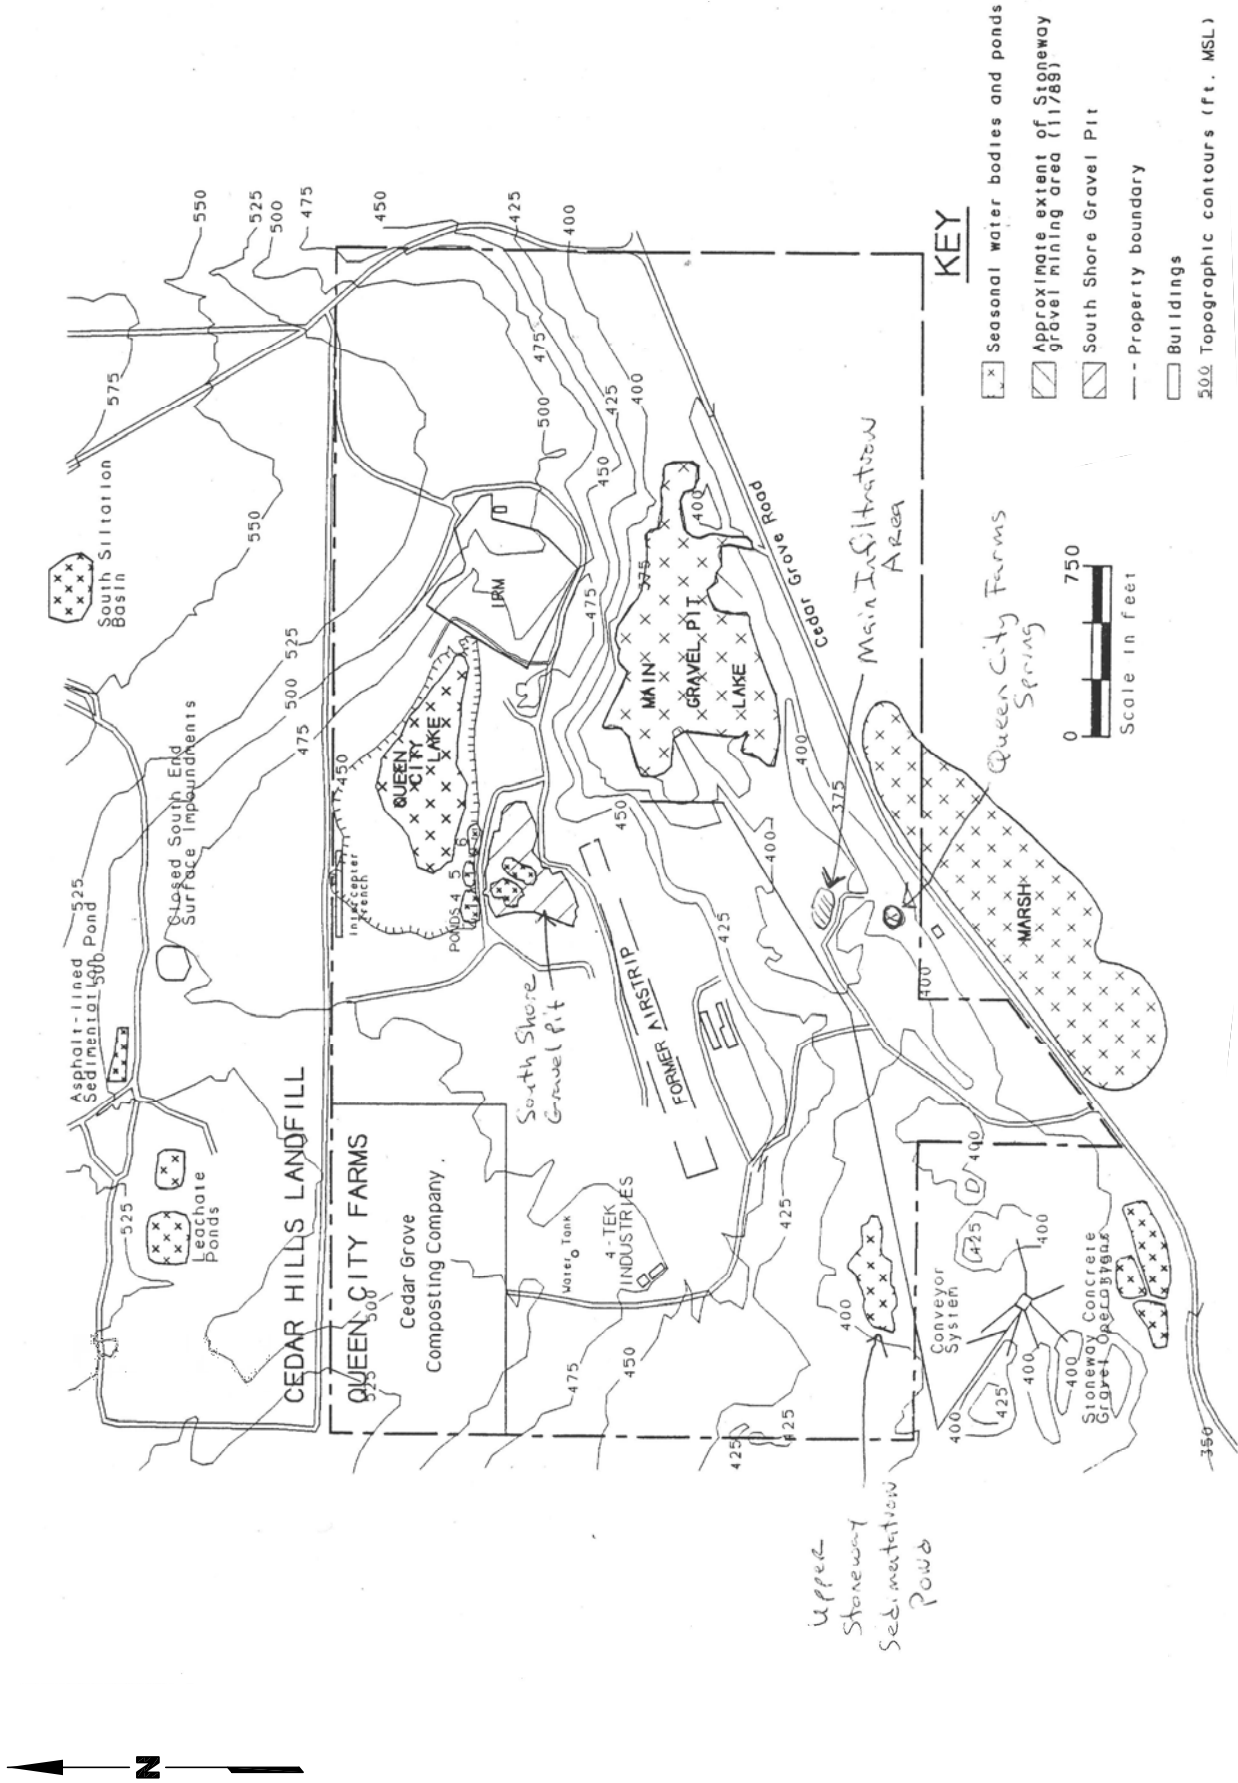 South Siltation
Basin
Asphalt-lined
Sedimentation Pond
Closed South End
Surface Impoundments
Leachate
Ponds
CEDAR HILLS LANDFILL
QUEEN CITY FARMS
Cedar Grove
Composting Company
Water Tank
4-TEK
INDUSTRIES
Intercepter
Trench
QUEEN
CITY
LAKE
PONDS 4 5 6
IRM
South Shore
Gravel Pit
FORMER AIRSTRIP
MAIN
GRAVEL PIT
LAKE
Cedar Grove Road
Main Infiltration
Area
Queen City Farms
Spring
MARSH
Conveyor
System
Stoneway Concrete
Gravel Operations
Upper
Stoneway
Sedimentation
Pond
575
550
525
500
475
450
425
400
375
350
KEY
Seasonal water bodies and ponds
Approximate extent of Stoneway
gravel mining area (11/89)
South Shore Gravel Pit
Property boundary
Buildings
500 Topographic contours (ft. MSL)
0 750
Scale in feet
N